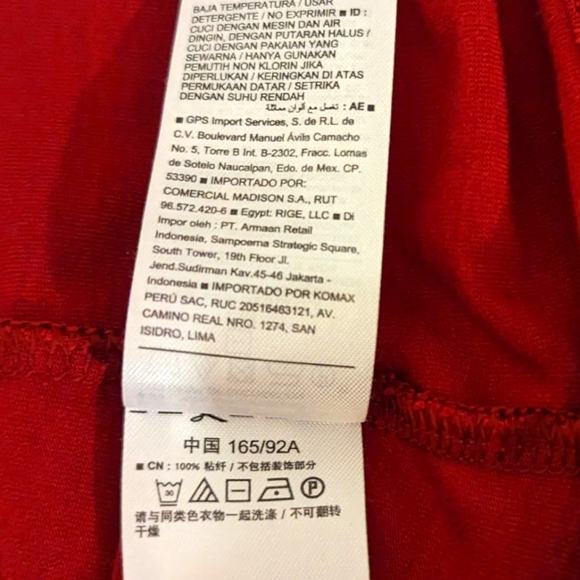 BAJA TEMPERATURA / USAR
DETERGENTE / NO EXPRIMIR ■ ID :
CUCI DENGAN MESIN DAN AIR
DINGIN, DENGAN PUTARAN HALUS /
CUCI DENGAN PAKAIAN YANG
SEWARNA / HANYA GUNAKAN
PEMUTIH NON KLORIN JIKA
DIPERLUKAN / KERINGKAN DI ATAS
PERMUKAAN DATAR / SETRIKA
DENGAN SUHU RENDAH
■ AE : تغسل مع ألوان مماثلة
■ GPS Import Services, S. de R.L. de
C.V. Boulevard Manuel Ávila Camacho
No. 5, Torre B Int. B-2302, Fracc. Lomas
de Sotelo Naucalpan, Edo. de Mex. CP.
53390 ■ IMPORTADO POR:
COMERCIAL MADISON S.A., RUT
96.572.420-6 ■ Egypt: RIGE, LLC ■ Di
Impor oleh : PT. Armaan Retail
Indonesia, Sampoerna Strategic Square,
South Tower, 19th Floor Jl.
Jend.Sudirman Kav.45-46 Jakarta -
Indonesia ■ IMPORTADO POR KOMAX
PERÚ SAC, RUC 20516463121, AV.
CAMINO REAL NRO. 1274, SAN
ISIDRO, LIMA
中国 165/92A
■ CN : 100% 粘纤 / 不包括装饰部分
30 P
请与同类色衣物一起洗涤 / 不可翻转
干燥